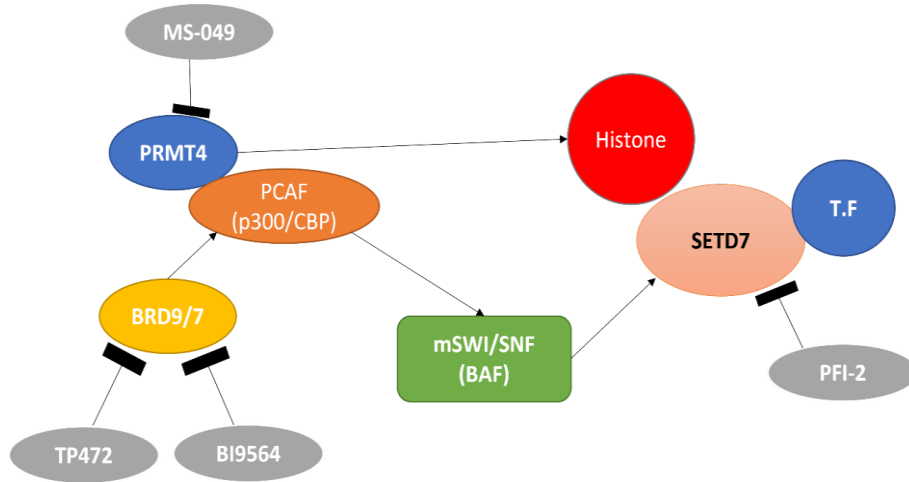 MS-049
PRMT4
Histone
PCAF
(p300/CBP)
T.F
SETD7
BRD9/7
mSWI/SNF
(BAF)
PFI-2
TP472
BI9564